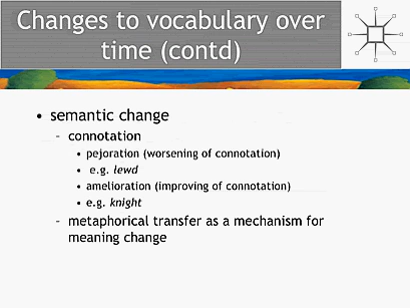 Changes to vocabulary over
time (contd)
• semantic change
- connotation
• pejoration (worsening of connotation)
• e.g. lewd
• amelioration (improving of connotation)
• e.g. knight
- metaphorical transfer as a mechanism for
meaning change